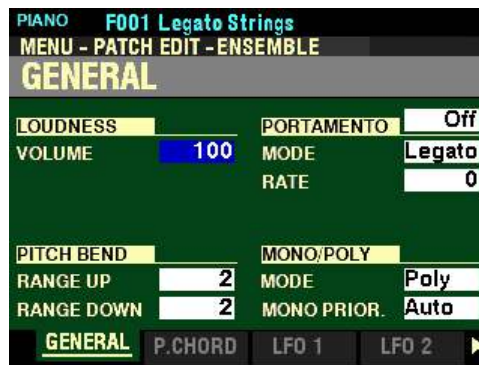 PIANO F001 Legato Strings
MENU - PATCH EDIT - ENSEMBLE
GENERAL
LOUDNESS
VOLUME 100
PORTAMENTO Off
MODE Legato
RATE 0
PITCH BEND
RANGE UP 2
RANGE DOWN 2
MONO/POLY
MODE Poly
MONO PRIOR. Auto
GENERAL P.CHORD LFO 1 LFO 2